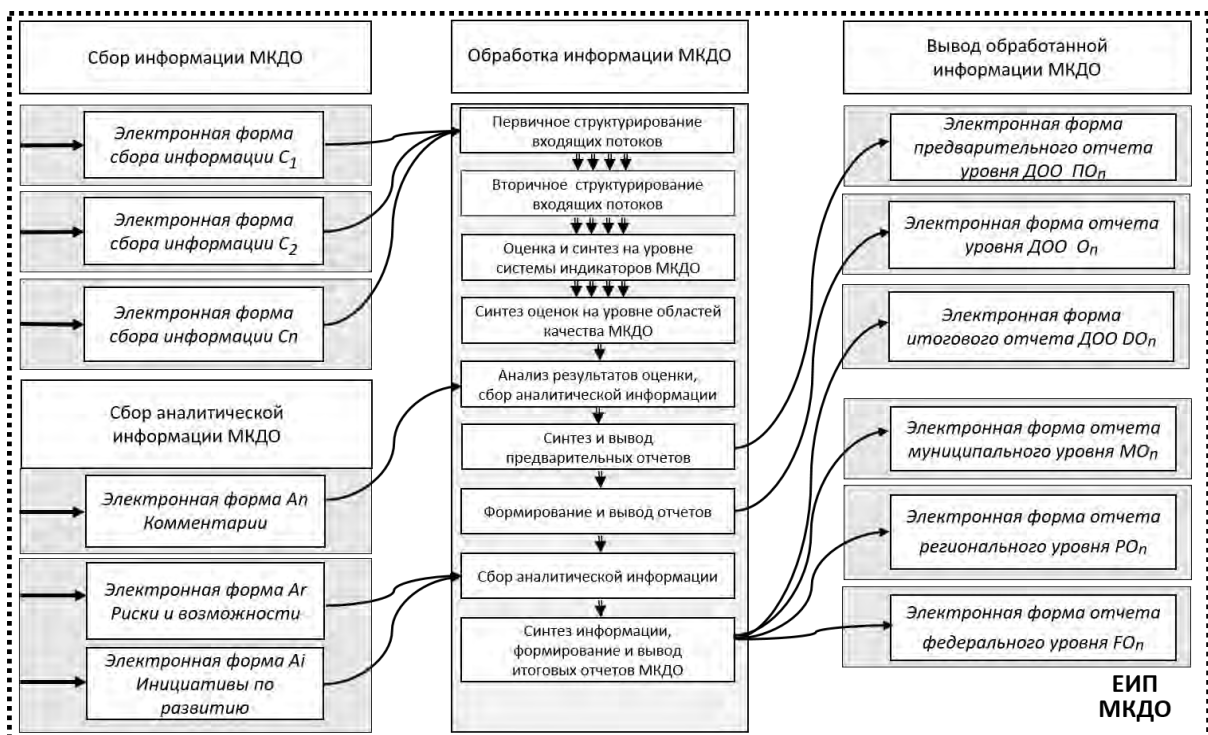 Сбор информации МКДО
Электронная форма
сбора информации C1
Электронная форма
сбора информации C2
Электронная форма
сбора информации Cn
Сбор аналитической
информации МКДО
Электронная форма An
Комментарии
Электронная форма Ar
Риски и возможности
Электронная форма Ai
Инициативы по
развитию
Обработка информации МКДО
Первичное структурирование
входящих потоков
Вторичное структурирование
входящих потоков
Оценка и синтез на уровне
системы индикаторов МКДО
Синтез оценок на уровне областей
качества МКДО
Анализ результатов оценки,
сбор аналитической информации
Синтез и вывод
предварительных отчетов
Формирование и вывод отчетов
Сбор аналитической информации
Синтез информации,
формирование и вывод
итоговых отчетов МКДО
Вывод обработанной
информации МКДО
Электронная форма
предварительного отчета
уровня ДОО ПОn
Электронная форма отчета
уровня ДОО Оn
Электронная форма
итогового отчета ДОО DOn
Электронная форма отчета
муниципального уровня МОn
Электронная форма отчета
регионального уровня РОn
Электронная форма отчета
федерального уровня FOn
ЕИП
МКДО